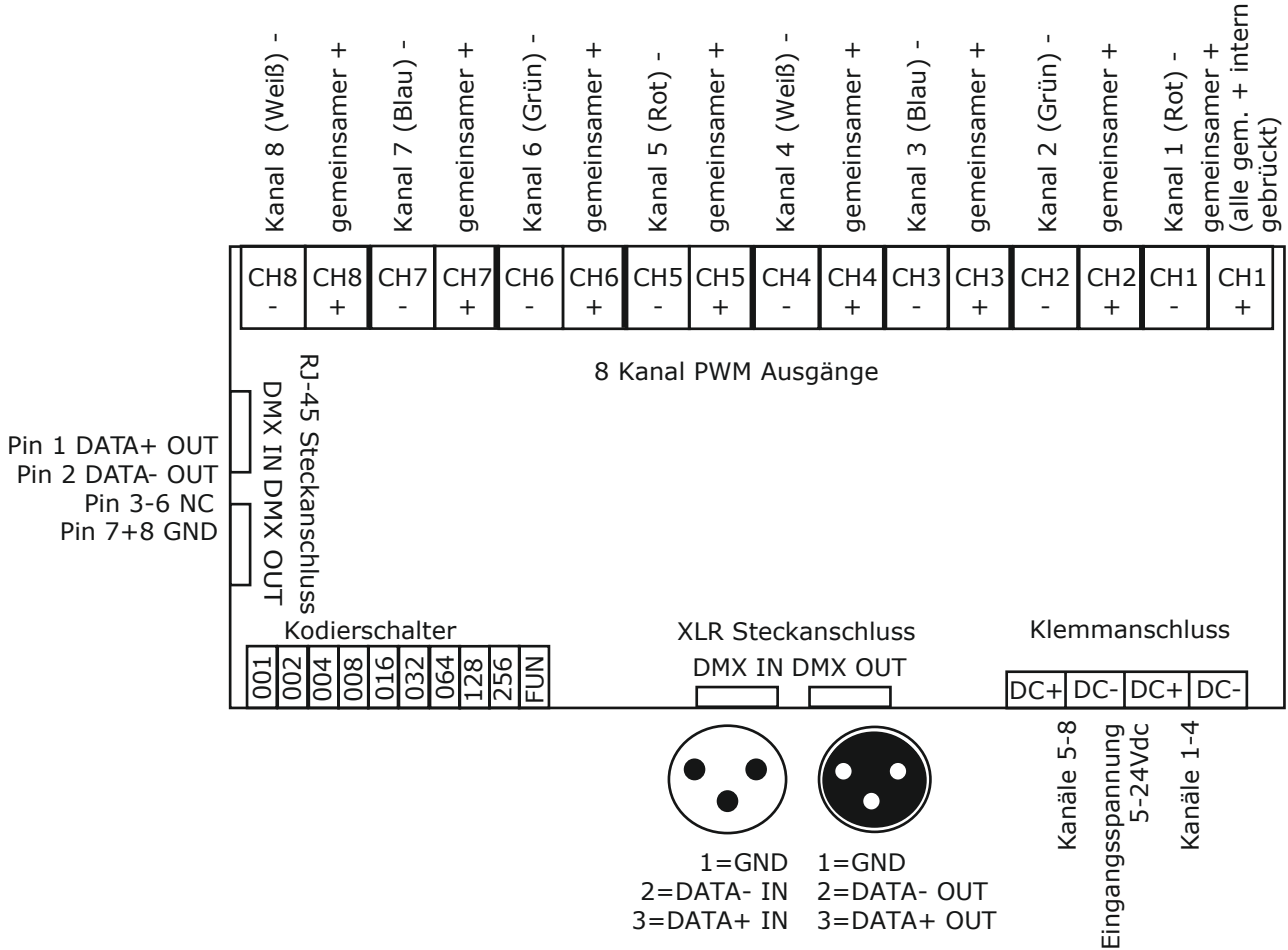 Kanal 8 (Weiß) -
gemeinsamer +
Kanal 7 (Blau) -
gemeinsamer +
Kanal 6 (Grün) -
gemeinsamer +
Kanal 5 (Rot) -
gemeinsamer +
Kanal 4 (Weiß) -
gemeinsamer +
Kanal 3 (Blau) -
gemeinsamer +
Kanal 2 (Grün) -
gemeinsamer +
Kanal 1 (Rot) -
gemeinsamer +
(alle gem. + intern
gebrückt)
CH8 -
CH8 +
CH7 -
CH7 +
CH6 -
CH6 +
CH5 -
CH5 +
CH4 -
CH4 +
CH3 -
CH3 +
CH2 -
CH2 +
CH1 -
CH1 +
8 Kanal PWM Ausgänge
RJ-45 Steckanschluss
DMX IN DMX OUT
Pin 1 DATA+ OUT
Pin 2 DATA- OUT
Pin 3-6 NC
Pin 7+8 GND
Kodierschalter
001
002
004
008
016
032
064
128
256
FUN
XLR Steckanschluss
DMX IN DMX OUT
1=GND
2=DATA- IN
3=DATA+ IN
1=GND
2=DATA- OUT
3=DATA+ OUT
Klemmanschluss
DC+ DC- DC+ DC-
Kanäle 5-8
Eingangsspannung
5-24Vdc
Kanäle 1-4